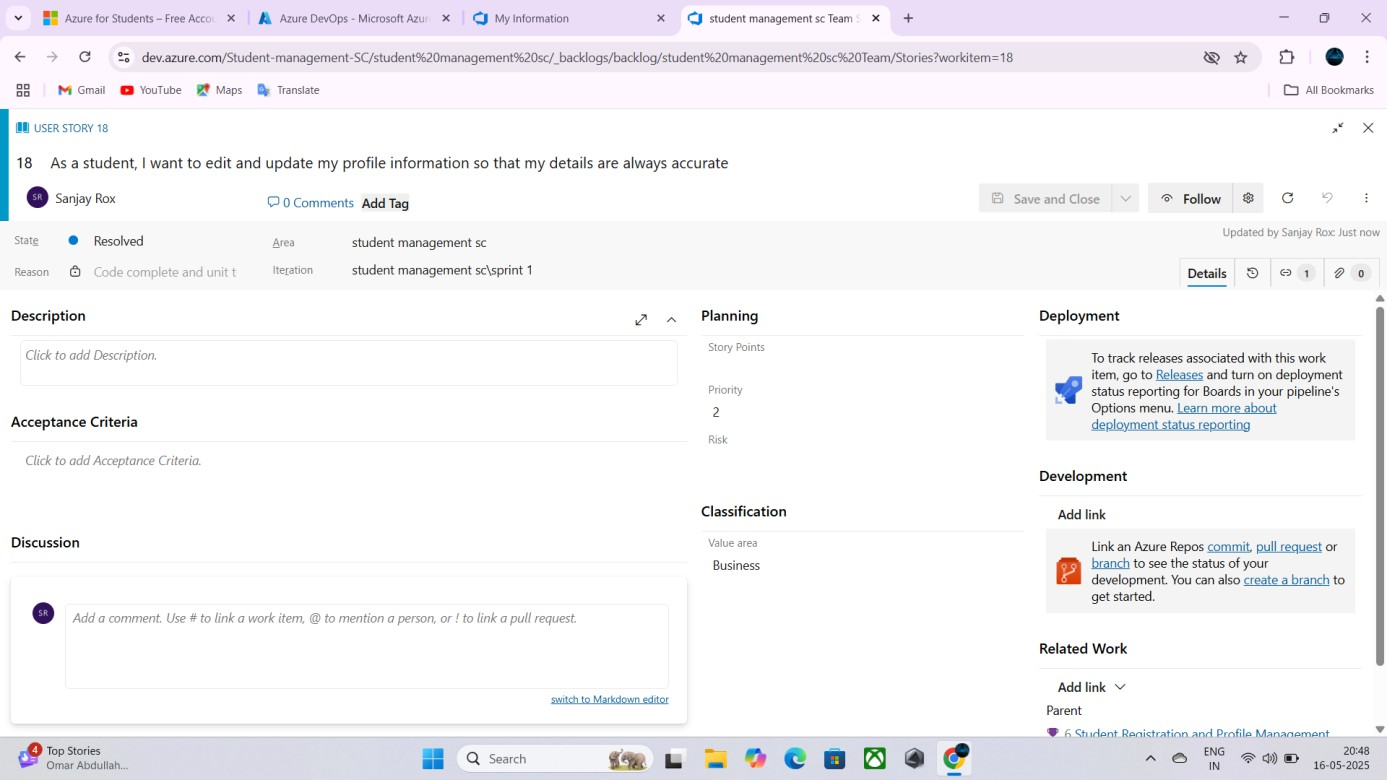 Azure for Students – Free Accou
Azure DevOps - Microsoft Azur
My Information
student management sc Team S
dev.azure.com/Student-management-SC/student%20management%20sc/_backlogs/backlog/student%20management%20sc%20Team/Stories?workitem=18
Gmail
YouTube
Maps
Translate
All Bookmarks
USER STORY 18
18 As a student, I want to edit and update my profile information so that my details are always accurate
SR
Sanjay Rox
0 Comments
Add Tag
Save and Close
Follow
State
Resolved
Area
student management sc
Updated by Sanjay Rox: Just now
Reason
Code complete and unit t
Iteration
student management sc\sprint 1
Details
1
0
Description
Click to add Description.
Acceptance Criteria
Click to add Acceptance Criteria.
Discussion
SR
Add a comment. Use # to link a work item, @ to mention a person, or ! to link a pull request.
switch to Markdown editor
Planning
Story Points
Priority
2
Risk
Classification
Value area
Business
Deployment
To track releases associated with this work
item, go to Releases and turn on deployment
status reporting for Boards in your pipeline's
Options menu. Learn more about
deployment status reporting
Development
Add link
Link an Azure Repos commit, pull request or
branch to see the status of your
development. You can also create a branch to
get started.
Related Work
Add link
Parent
6 Student Registration and Profile Management
4
Top Stories
Omar Abdullah...
Search
ENG
IN
20:48
16-05-2025